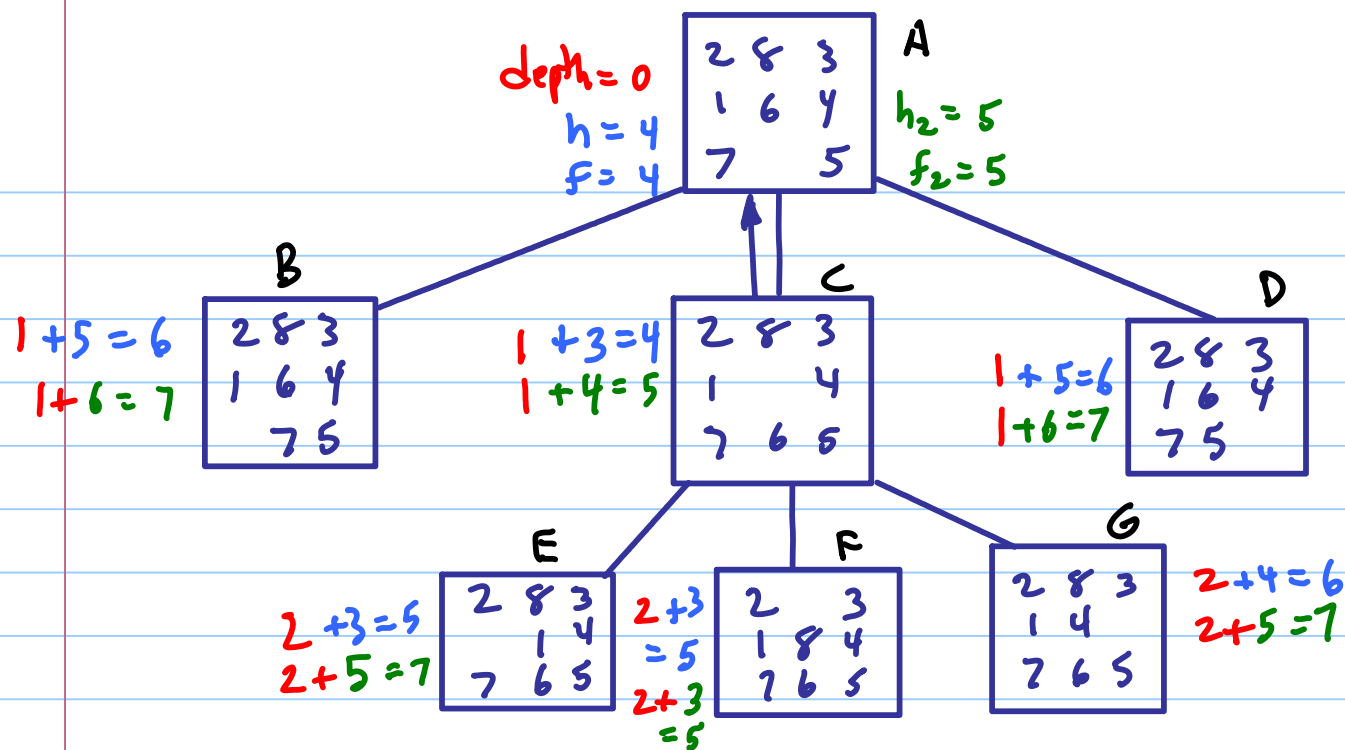 A
depth = 0
h = 4
f = 4
2 8 3
1 6 4
7 5
h₂ = 5
f₂ = 5
B
1 + 5 = 6
1 + 6 = 7
2 8 3
1 6 4
7 5
C
1 + 3 = 4
1 + 4 = 5
2 8 3
1 4
7 6 5
D
1 + 5 = 6
1 + 6 = 7
2 8 3
1 6 4
7 5
E
2 + 3 = 5
2 + 5 = 7
2 8 3
1 4
7 6 5
F
2 + 3
= 5
2 + 3
= 5
2 3
1 8 4
7 6 5
G
2 8 3
1 4
7 6 5
2 + 4 = 6
2 + 5 = 7